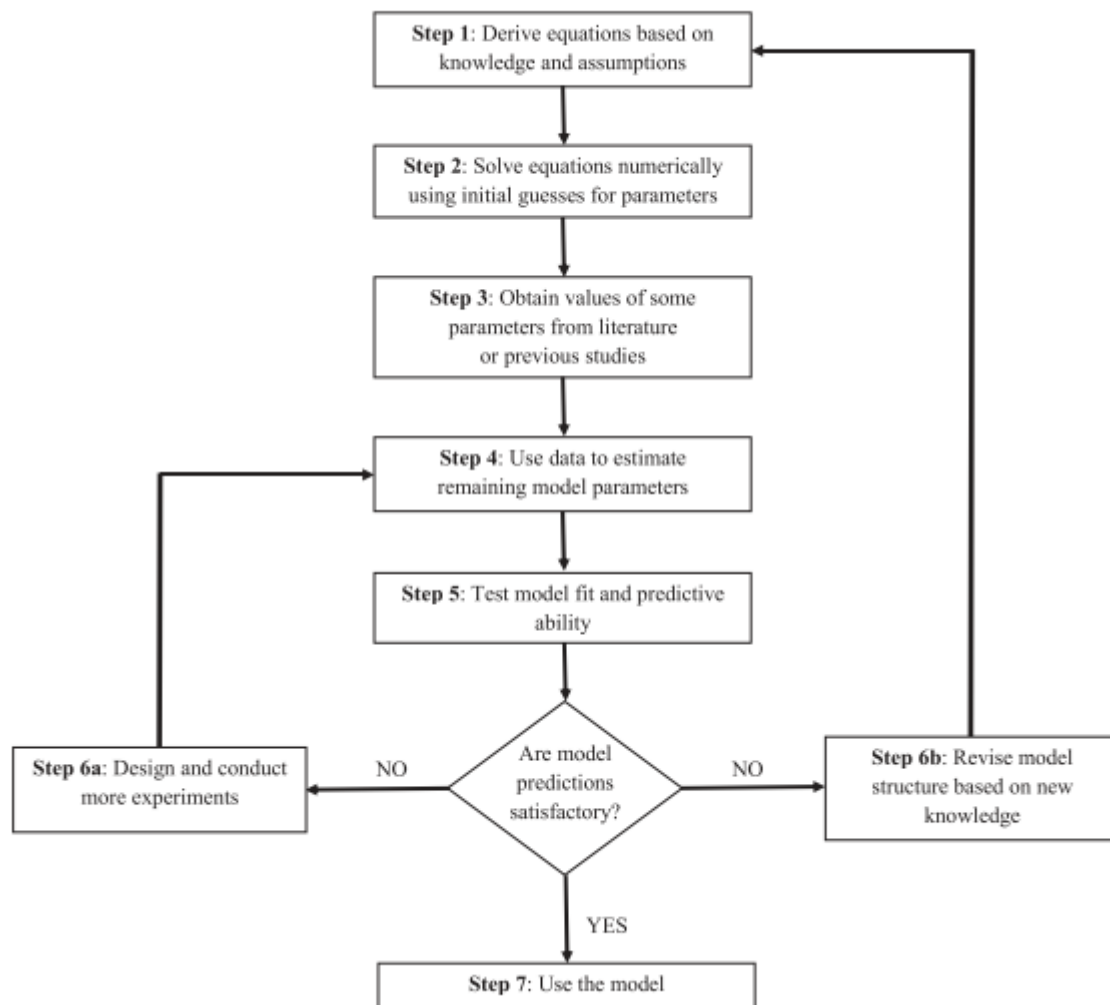 Step 1: Derive equations based on
knowledge and assumptions
Step 2: Solve equations numerically
using initial guesses for parameters
Step 3: Obtain values of some
parameters from literature
or previous studies
Step 4: Use data to estimate
remaining model parameters
Step 5: Test model fit and predictive
ability
Are model
predictions
satisfactory?
NO
Step 6a: Design and conduct
more experiments
NO
Step 6b: Revise model
structure based on new
knowledge
YES
Step 7: Use the model